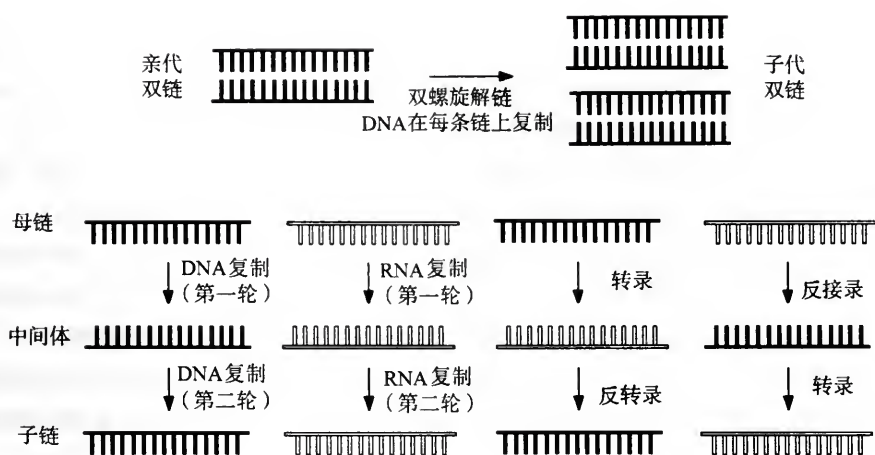 亲代
双链
双螺旋解链
DNA在每条链上复制
子代
双链
母链
DNA复制
（第一轮）
RNA复制
（第一轮）
转录
反接录
中间体
DNA复制
（第二轮）
RNA复制
（第二轮）
反转录
转录
子链